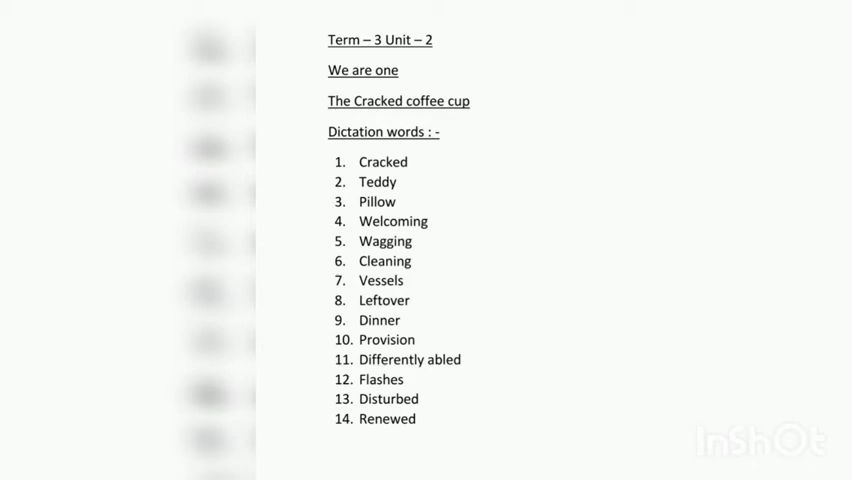 Term – 3 Unit – 2
We are one
The Cracked coffee cup
Dictation words : -
1. Cracked
2. Teddy
3. Pillow
4. Welcoming
5. Wagging
6. Cleaning
7. Vessels
8. Leftover
9. Dinner
10. Provision
11. Differently abled
12. Flashes
13. Disturbed
14. Renewed
InShOt